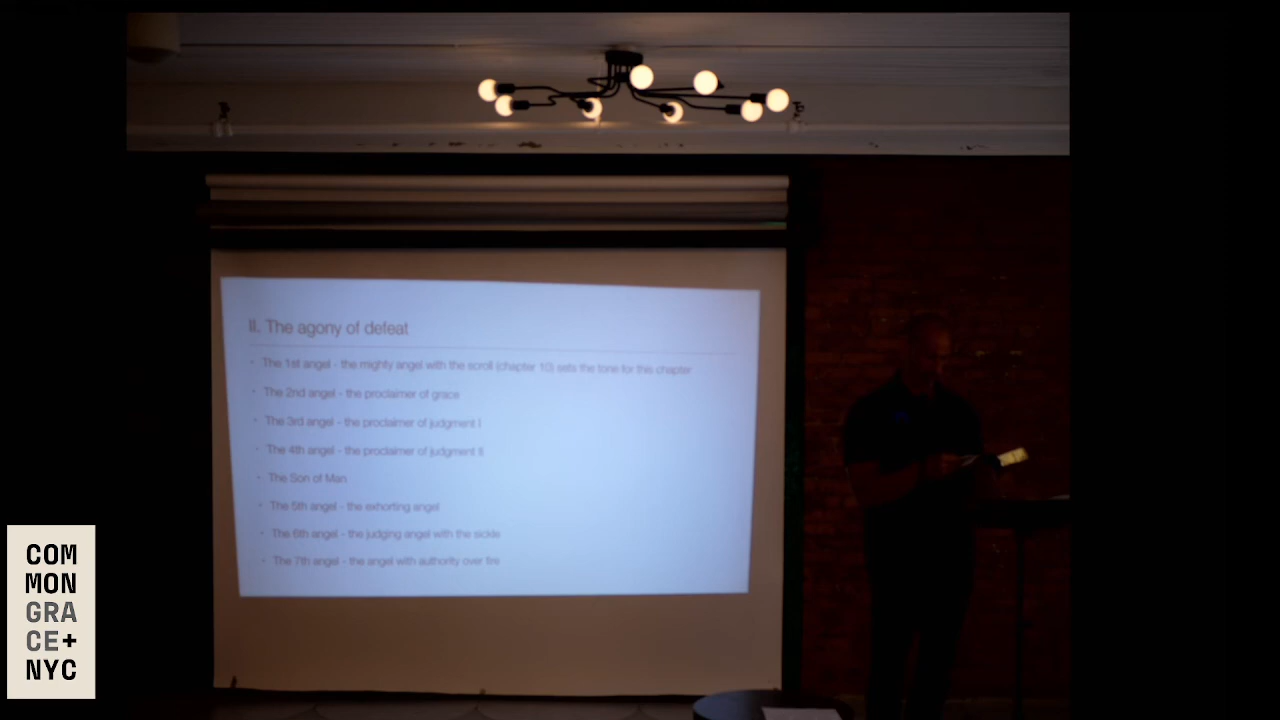 II. The agony of defeat
• The 1st angel - the mighty angel with the scroll (chapter 10) sets the tone for this chapter
• The 2nd angel - the proclaimer of grace
• The 3rd angel - the proclaimer of judgment I
• The 4th angel - the proclaimer of judgment II
• The Son of Man
• The 5th angel - the exhorting angel
• The 6th angel - the judging angel with the sickle
• The 7th angel - the angel with authority over fire
COM
MON
GRA
CE+
NYC